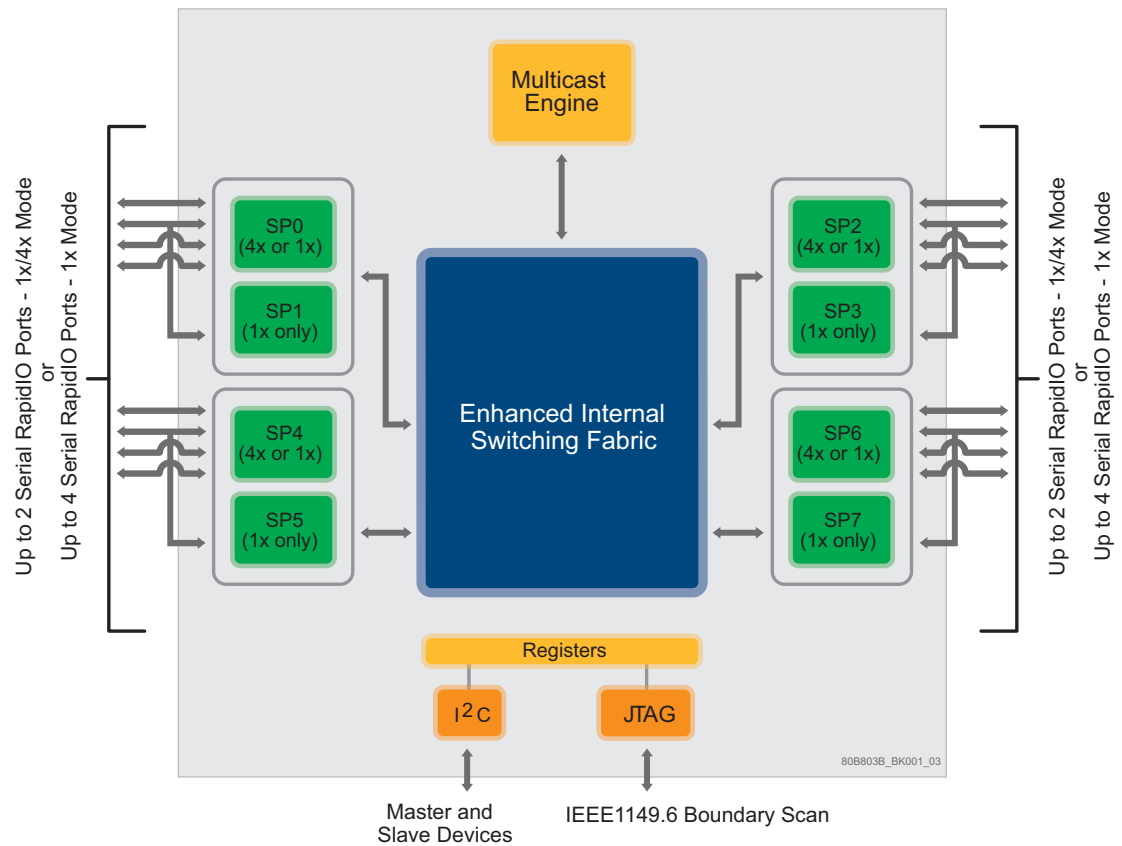 Multicast
Engine
Up to 2 Serial RapidIO Ports - 1x/4x Mode
or
Up to 4 Serial RapidIO Ports - 1x Mode
SP0
(4x or 1x)
SP1
(1x only)
SP4
(4x or 1x)
SP5
(1x only)
Enhanced Internal
Switching Fabric
SP2
(4x or 1x)
SP3
(1x only)
SP6
(4x or 1x)
SP7
(1x only)
Up to 2 Serial RapidIO Ports - 1x/4x Mode
or
Up to 4 Serial RapidIO Ports - 1x Mode
Registers
I2C
JTAG
80B803B_BK001_03
Master and
Slave Devices
IEEE1149.6 Boundary Scan